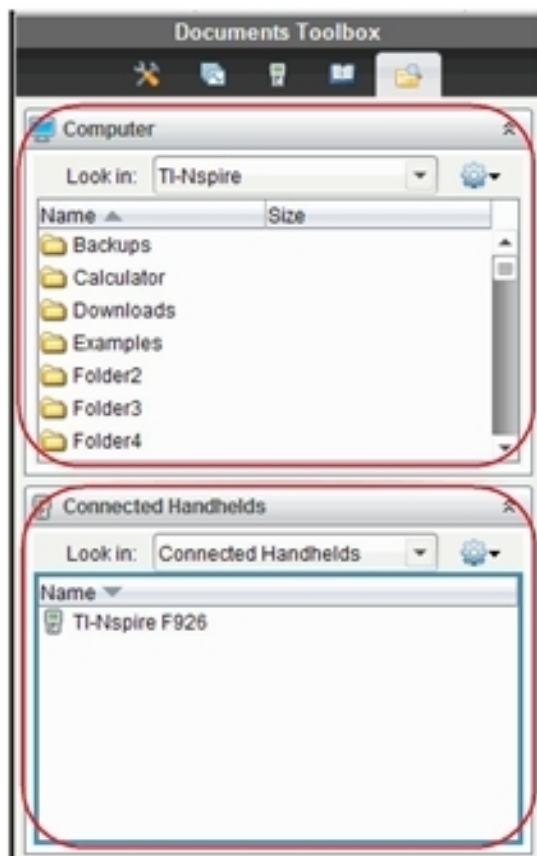 Documents Toolbox
Computer
Look in: TI-Nspire
Name Size
Backups
Calculator
Downloads
Examples
Folder2
Folder3
Folder4
Connected Handhelds
Look in: Connected Handhelds
Name
TI-Nspire F926